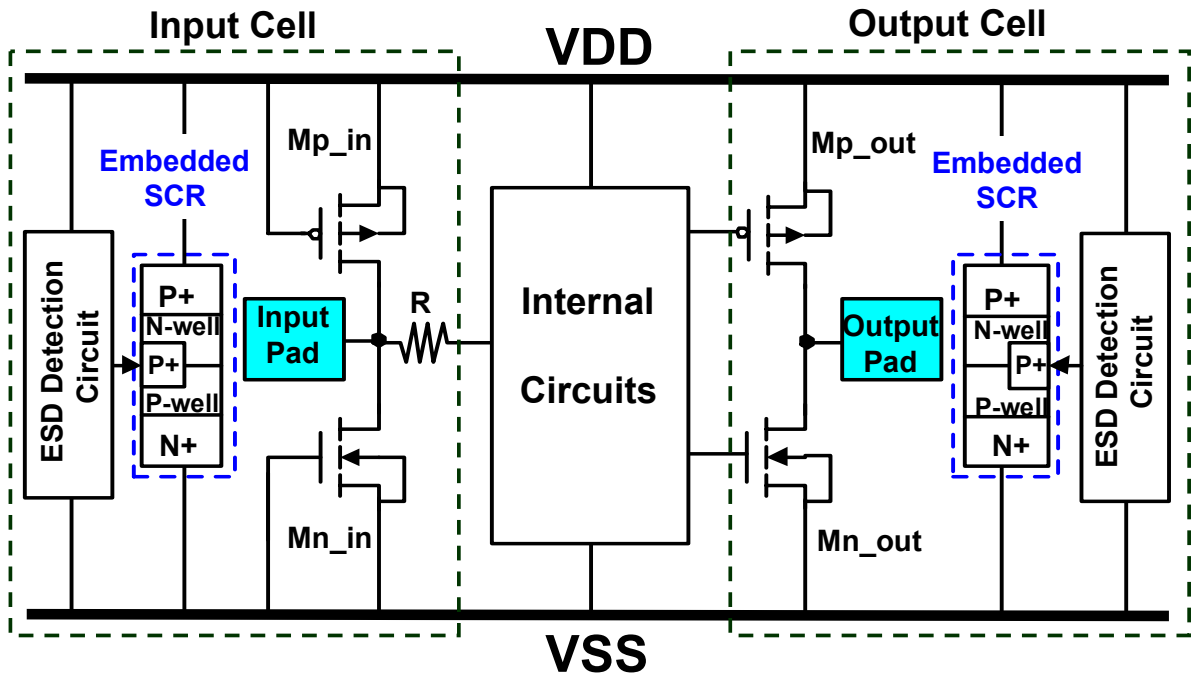 Input Cell
VDD
Output Cell
Mp_in
Mp_out
Embedded
SCR
Embedded
SCR
ESD Detection
Circuit
P+
N-well
P+
P-well
N+
Input
Pad
R
Internal
Circuits
Output
Pad
P+
N-well
P+
P-well
N+
ESD Detection
Circuit
Mn_in
Mn_out
VSS